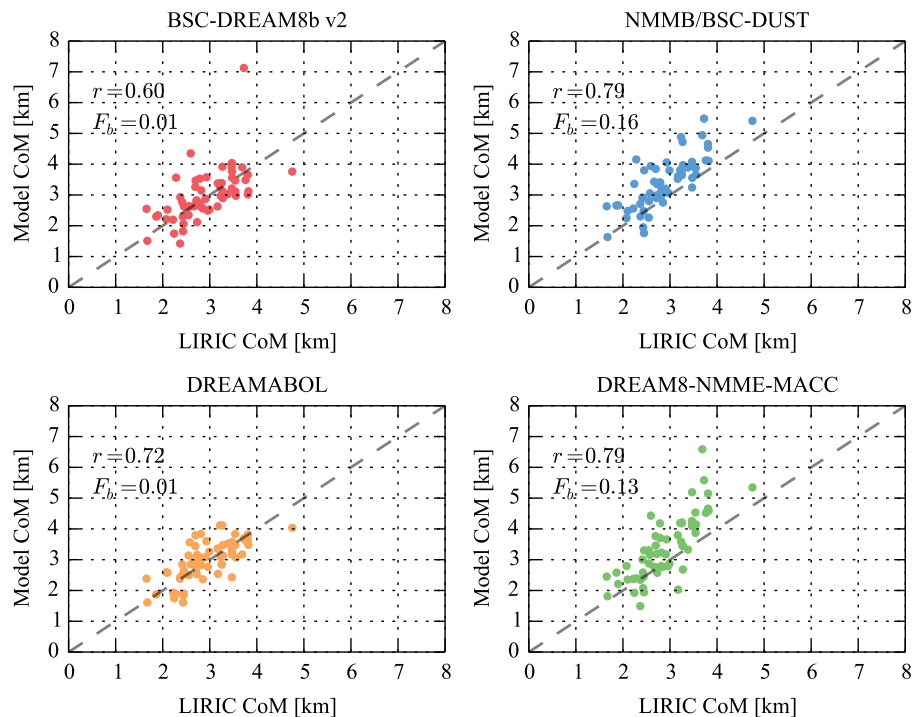 BSC-DREAM8b v2
8
7
6
5
4
3
2
1
0
Model CoM [km]
r=0.60
F_b=0.01
0 1 2 3 4 5 6 7 8
LIRIC CoM [km]
NMMB/BSC-DUST
8
7
6
5
4
3
2
1
0
Model CoM [km]
r=0.79
F_b=0.16
0 1 2 3 4 5 6 7 8
LIRIC CoM [km]
DREAMABOL
8
7
6
5
4
3
2
1
0
Model CoM [km]
r=0.72
F_b=0.01
0 1 2 3 4 5 6 7 8
LIRIC CoM [km]
DREAM8-NMME-MACC
8
7
6
5
4
3
2
1
0
Model CoM [km]
r=0.79
F_b=0.13
0 1 2 3 4 5 6 7 8
LIRIC CoM [km]